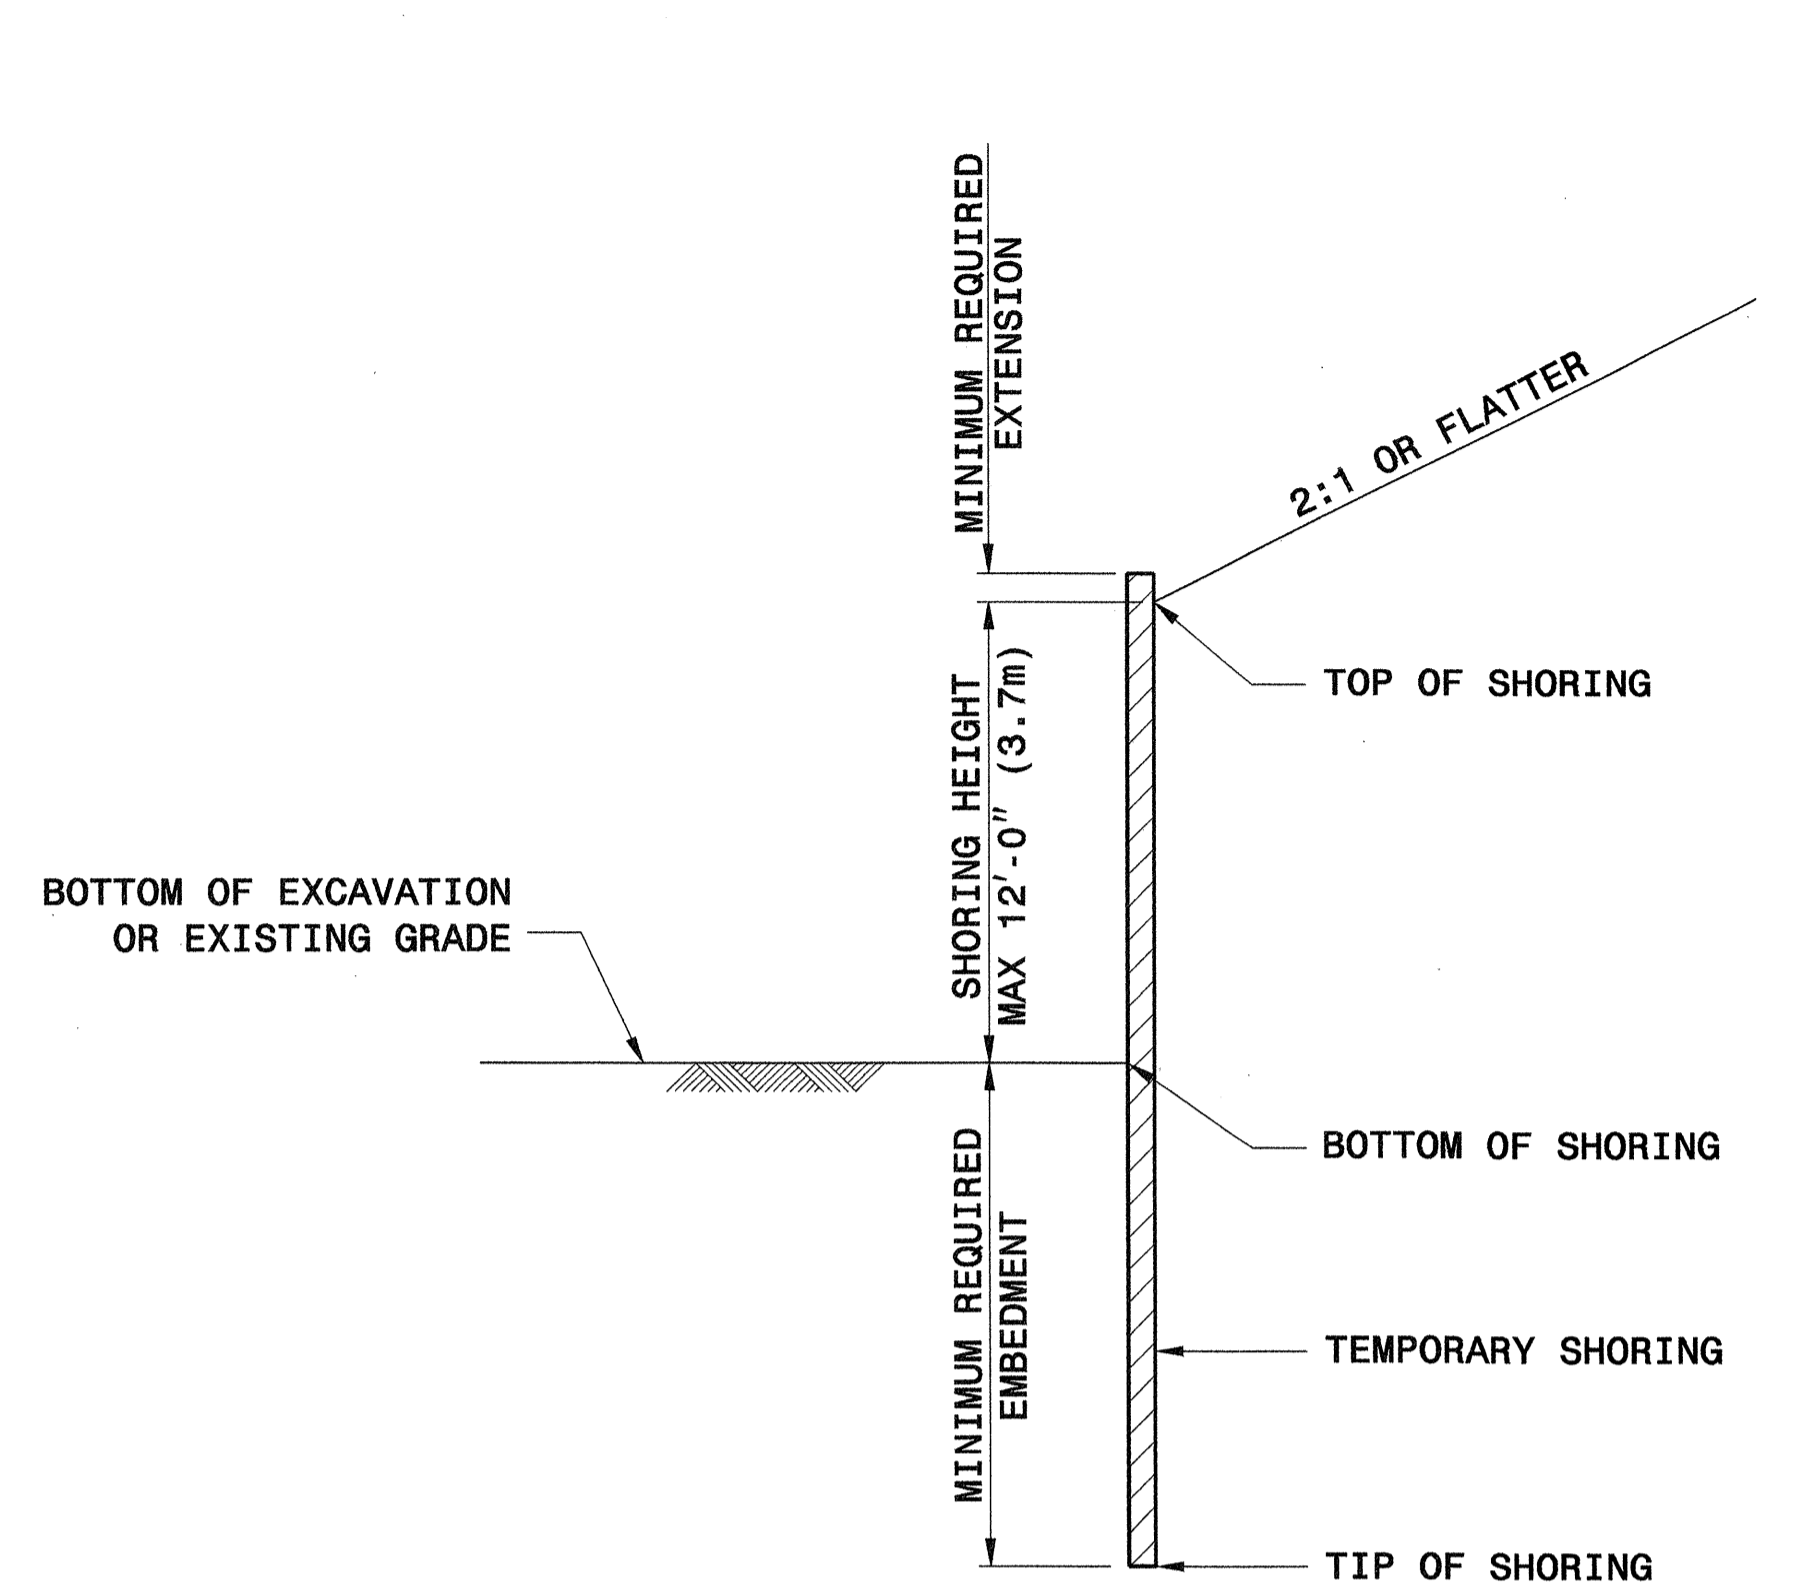 MINIMUM REQUIRED
EXTENSION
2:1 OR FLATTER
TOP OF SHORING
SHORING HEIGHT
MAX 12'-0" (3.7m)
BOTTOM OF EXCAVATION
OR EXISTING GRADE
BOTTOM OF SHORING
MINIMUM REQUIRED
EMBEDMENT
TEMPORARY SHORING
TIP OF SHORING